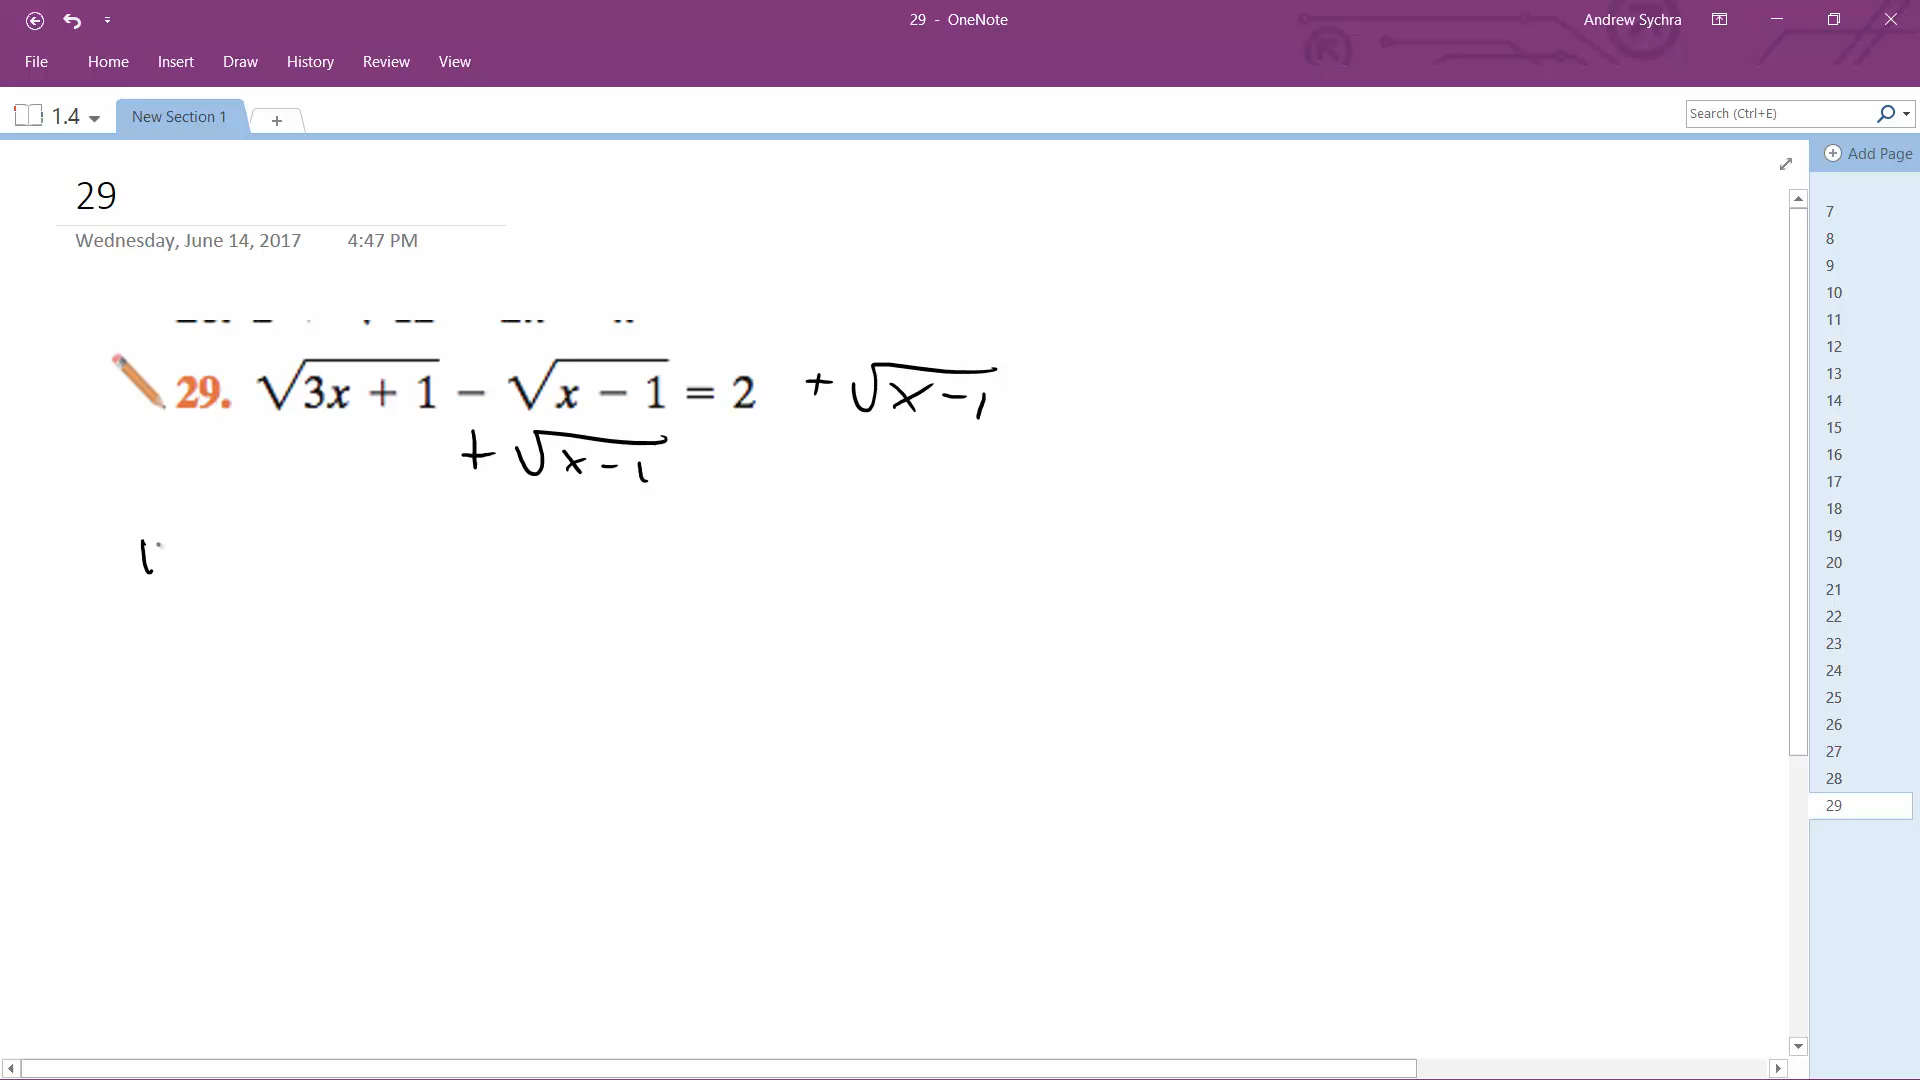 29 - OneNote
Andrew Sychra
File Home Insert Draw History Review View
1.4 New Section 1 +
Search (Ctrl+E)
Add Page
29
Wednesday, June 14, 2017 4:47 PM
29. √3x + 1 − √x − 1 = 2 + √x-1
+ √x-1
7
8
9
10
11
12
13
14
15
16
17
18
19
20
21
22
23
24
25
26
27
28
29